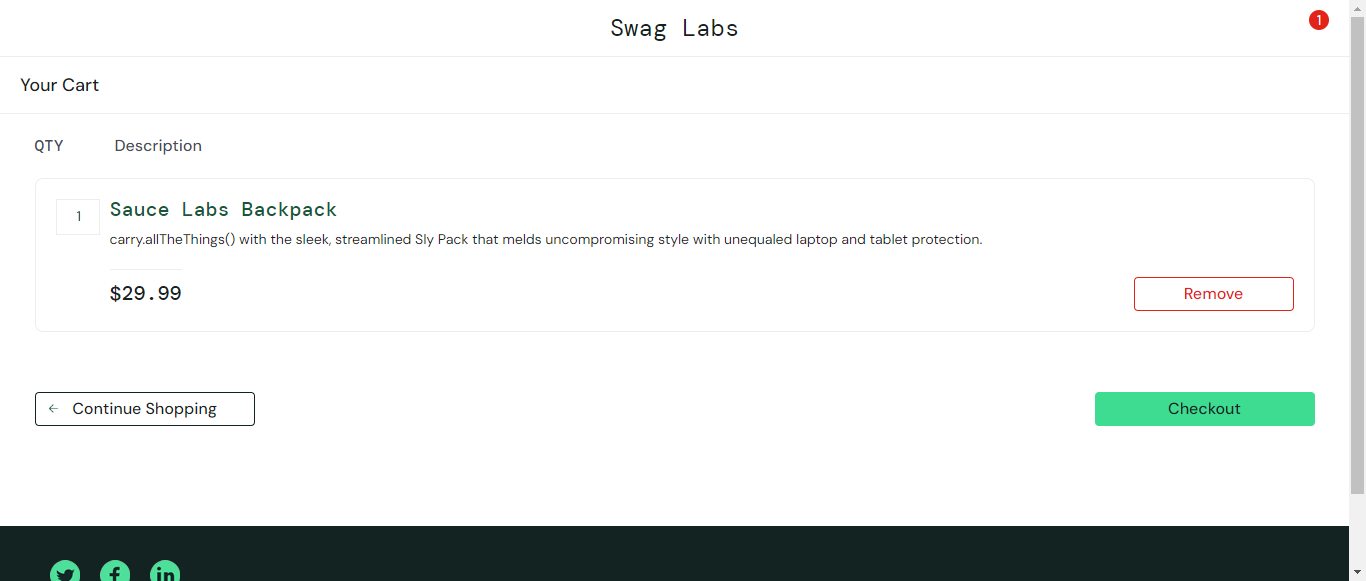 Swag Labs
1
Your Cart
QTY Description
1
Sauce Labs Backpack
carry.allTheThings() with the sleek, streamlined Sly Pack that melds uncompromising style with unequaled laptop and tablet protection.
$29.99
Remove
Continue Shopping
Checkout